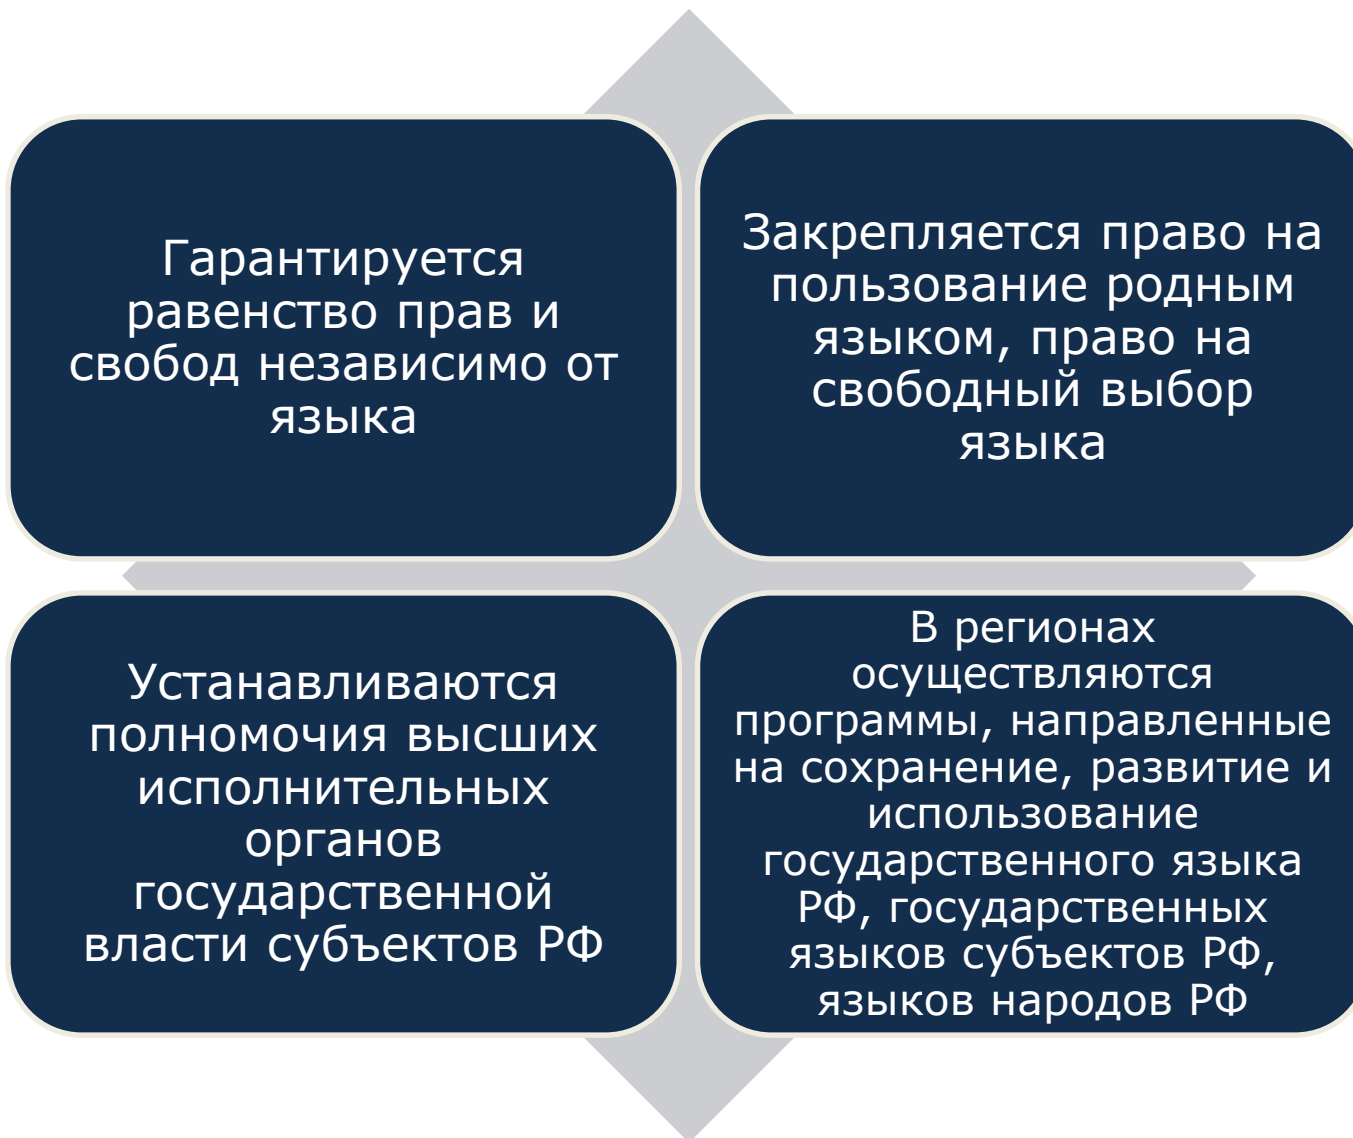 Гарантируется
равенство прав и
свобод независимо от
языка
Закрепляется право на
пользование родным
языком, право на
свободный выбор
языка
Устанавливаются
полномочия высших
исполнительных
органов
государственной
власти субъектов РФ
В регионах
осуществляются
программы, направленные
на сохранение, развитие и
использование
государственного языка
РФ, государственных
языков субъектов РФ,
языков народов РФ